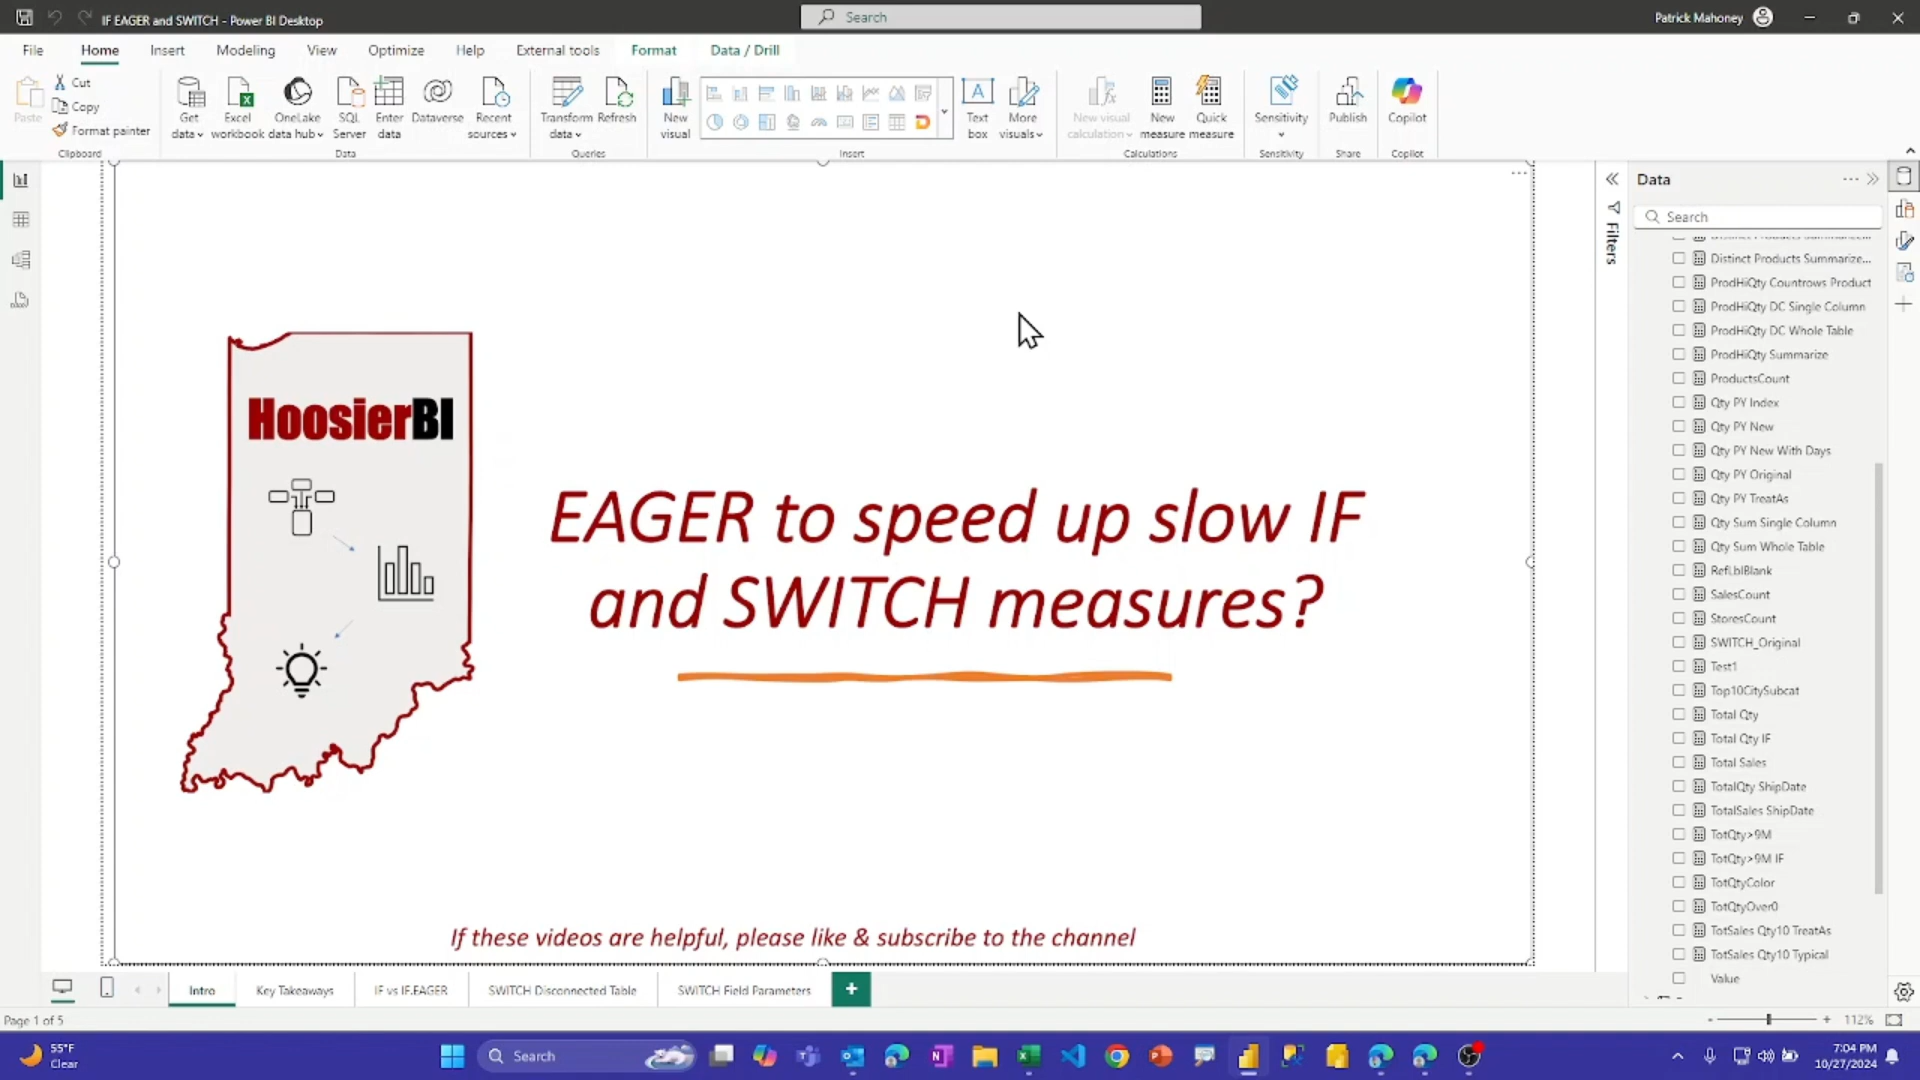 IF EAGER and SWITCH - Power BI Desktop
Search
Patrick Mahoney
File
Home
Insert
Modeling
View
Optimize
Help
External tools
Format
Data / Drill
Paste
Cut
Copy
Format painter
Clipboard
Get data
Excel workbook
OneLake data hub
SQL Server
Enter data
Dataverse
Recent sources
Data
Transform data
Refresh
Queries
New visual
Text box
More visuals
Insert
New visual calculation
New measure
Quick measure
Calculations
Sensitivity
Sensitivity
Publish
Share
Copilot
Copilot
HoosierBI
EAGER to speed up slow IF
and SWITCH measures?
If these videos are helpful, please like & subscribe to the channel
Filters
Data
Search
Distinct Products Summarize...
ProdHiQty Countrows Product
ProdHiQty DC Single Column
ProdHiQty DC Whole Table
ProdHiQty Summarize
ProductsCount
Qty PY Index
Qty PY New
Qty PY New With Days
Qty PY Original
Qty PY TreatAs
Qty Sum Single Column
Qty Sum Whole Table
RefLblBlank
SalesCount
StoresCount
SWITCH_Original
Test1
Top10CitySubcat
Total Qty
Total Qty IF
Total Sales
TotalQty ShipDate
TotalSales ShipDate
TotQty>9M
TotQty>9M IF
TotQtyColor
TotQtyOver0
TotSales Qty10 TreatAs
TotSales Qty10 Typical
Value
Intro
Key Takeaways
IF vs IF.EAGER
SWITCH Disconnected Table
SWITCH Field Parameters
Page 1 of 5
112%
55°F
Clear
Search
7:04 PM
10/27/2024